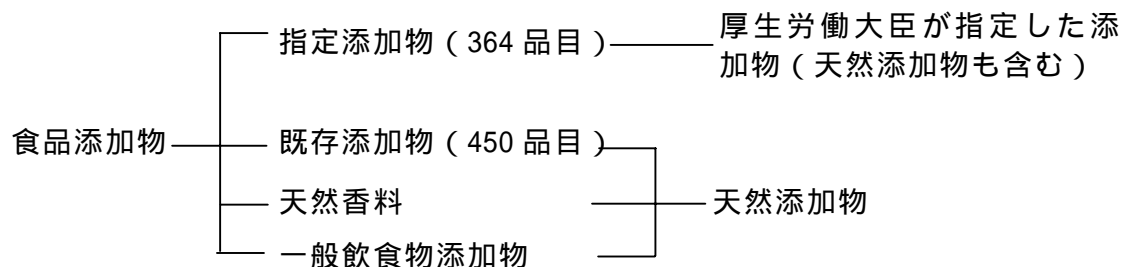 指定添加物（364 品目）
厚生労働大臣が指定した添
加物（天然添加物も含む）
食品添加物
既存添加物（450 品目）
天然香料
天然添加物
一般飲食物添加物